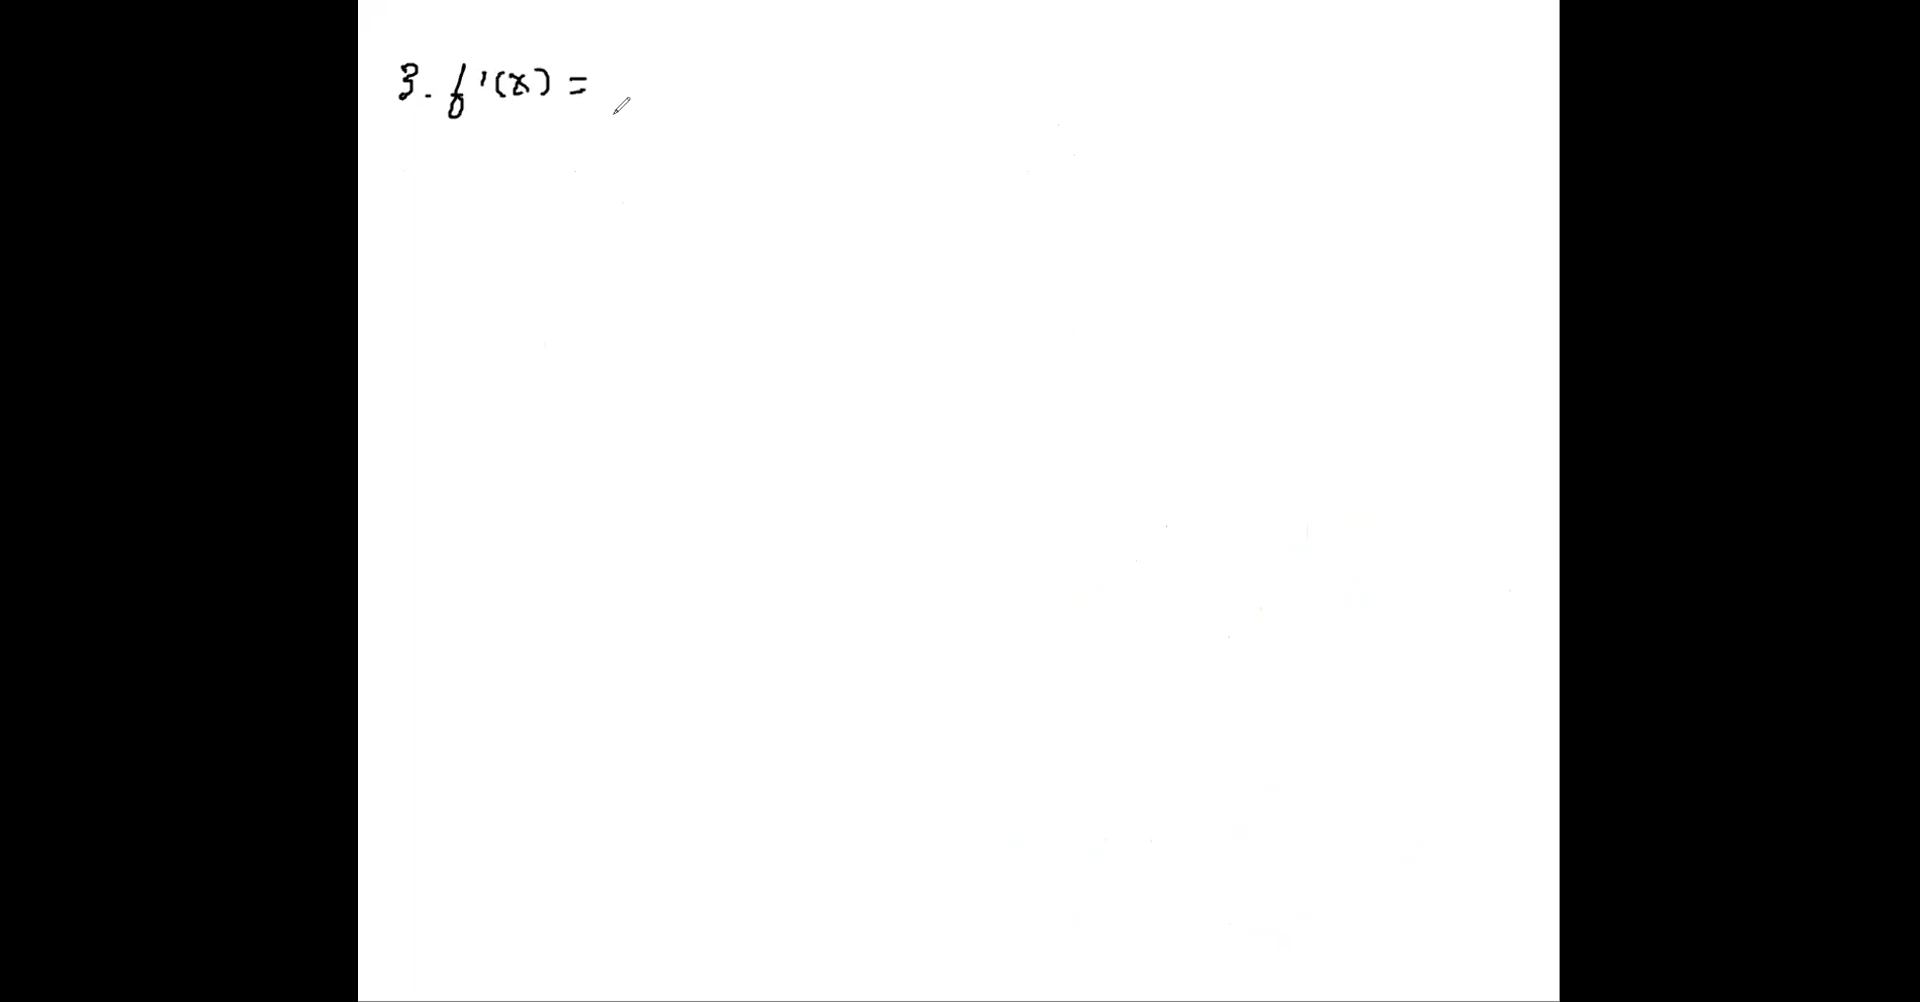 3. f'(x) =